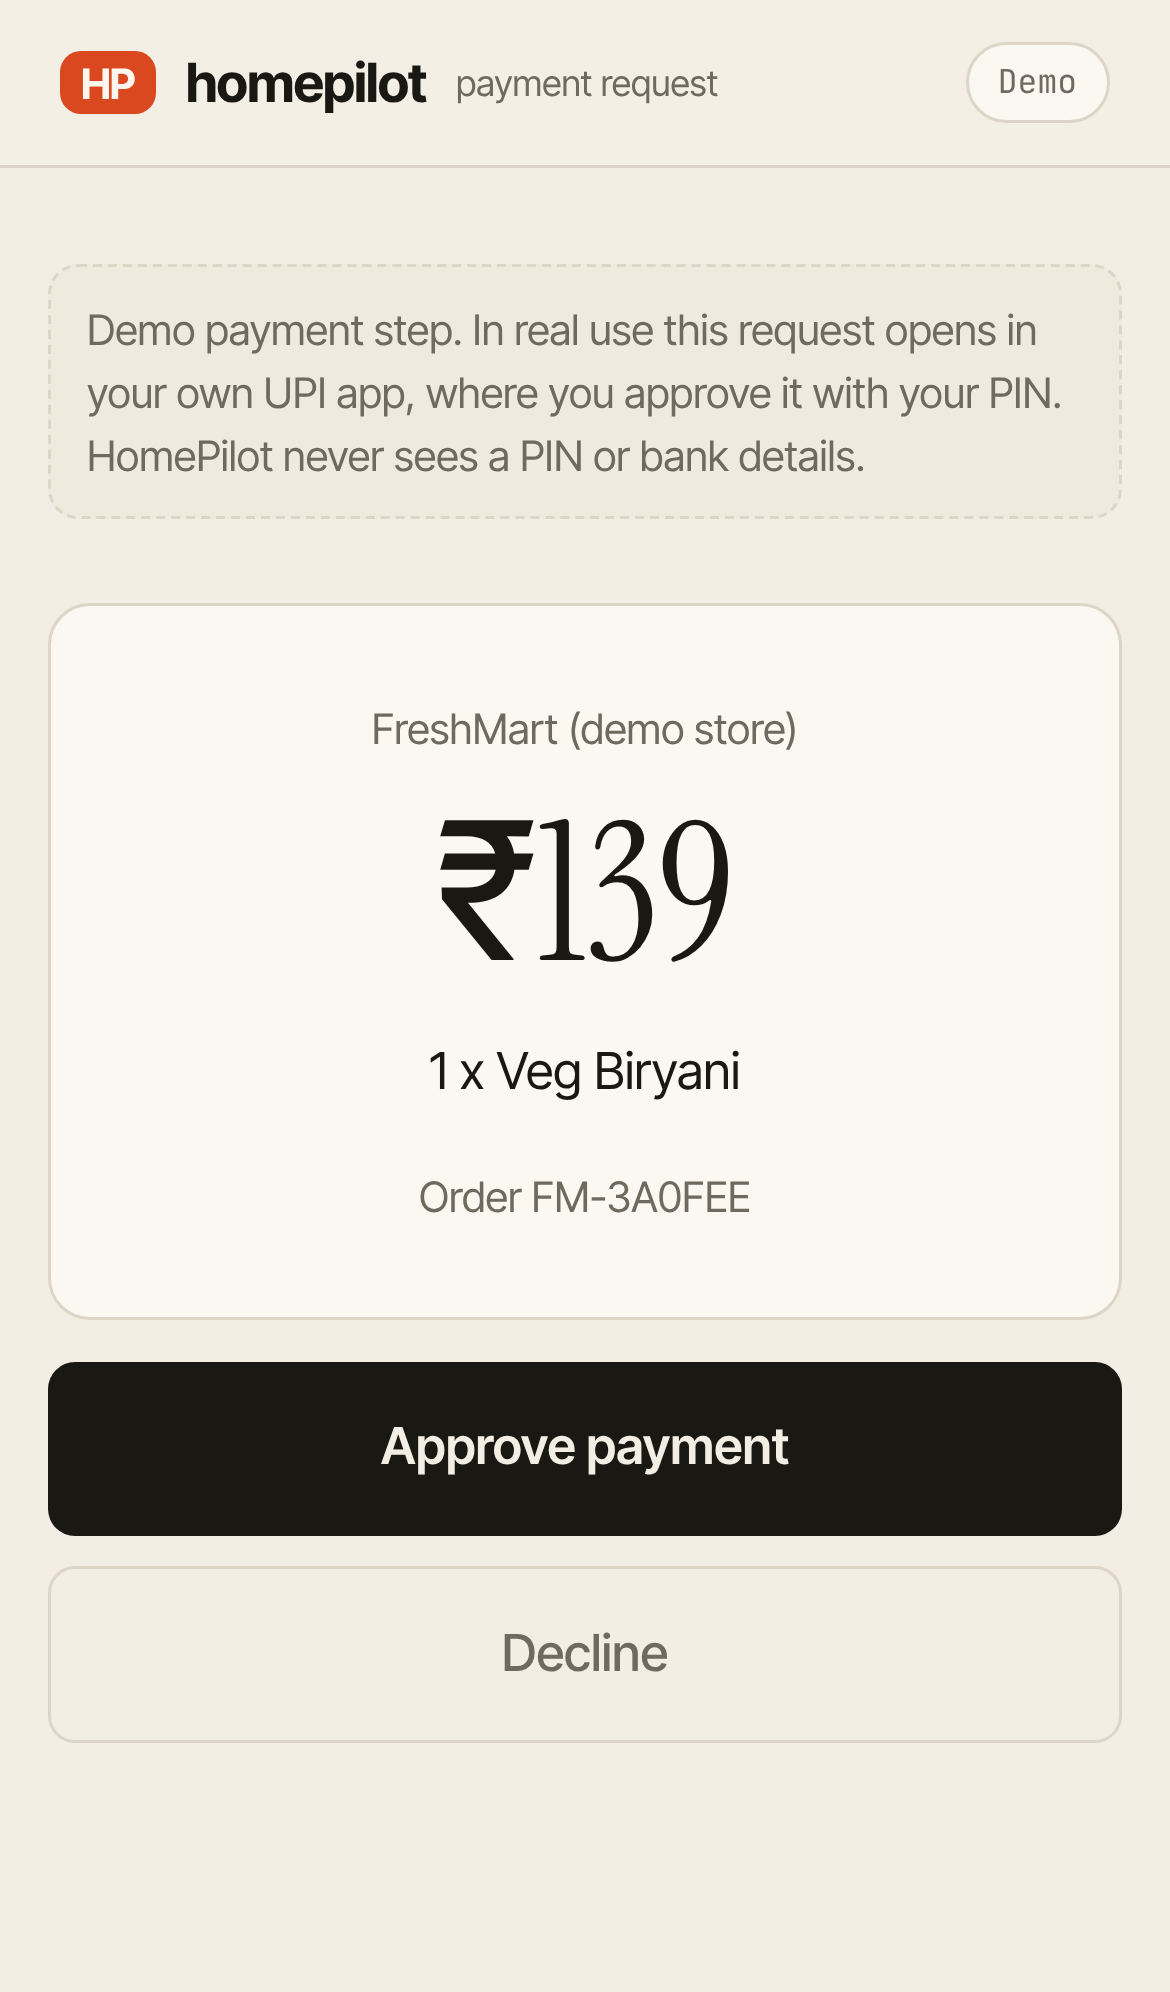 HP homepilot payment request Demo
Demo payment step. In real use this request opens in
your own UPI app, where you approve it with your PIN.
HomePilot never sees a PIN or bank details.
FreshMart (demo store)
₹139
1 x Veg Biryani
Order FM-3A0FEE
Approve payment
Decline